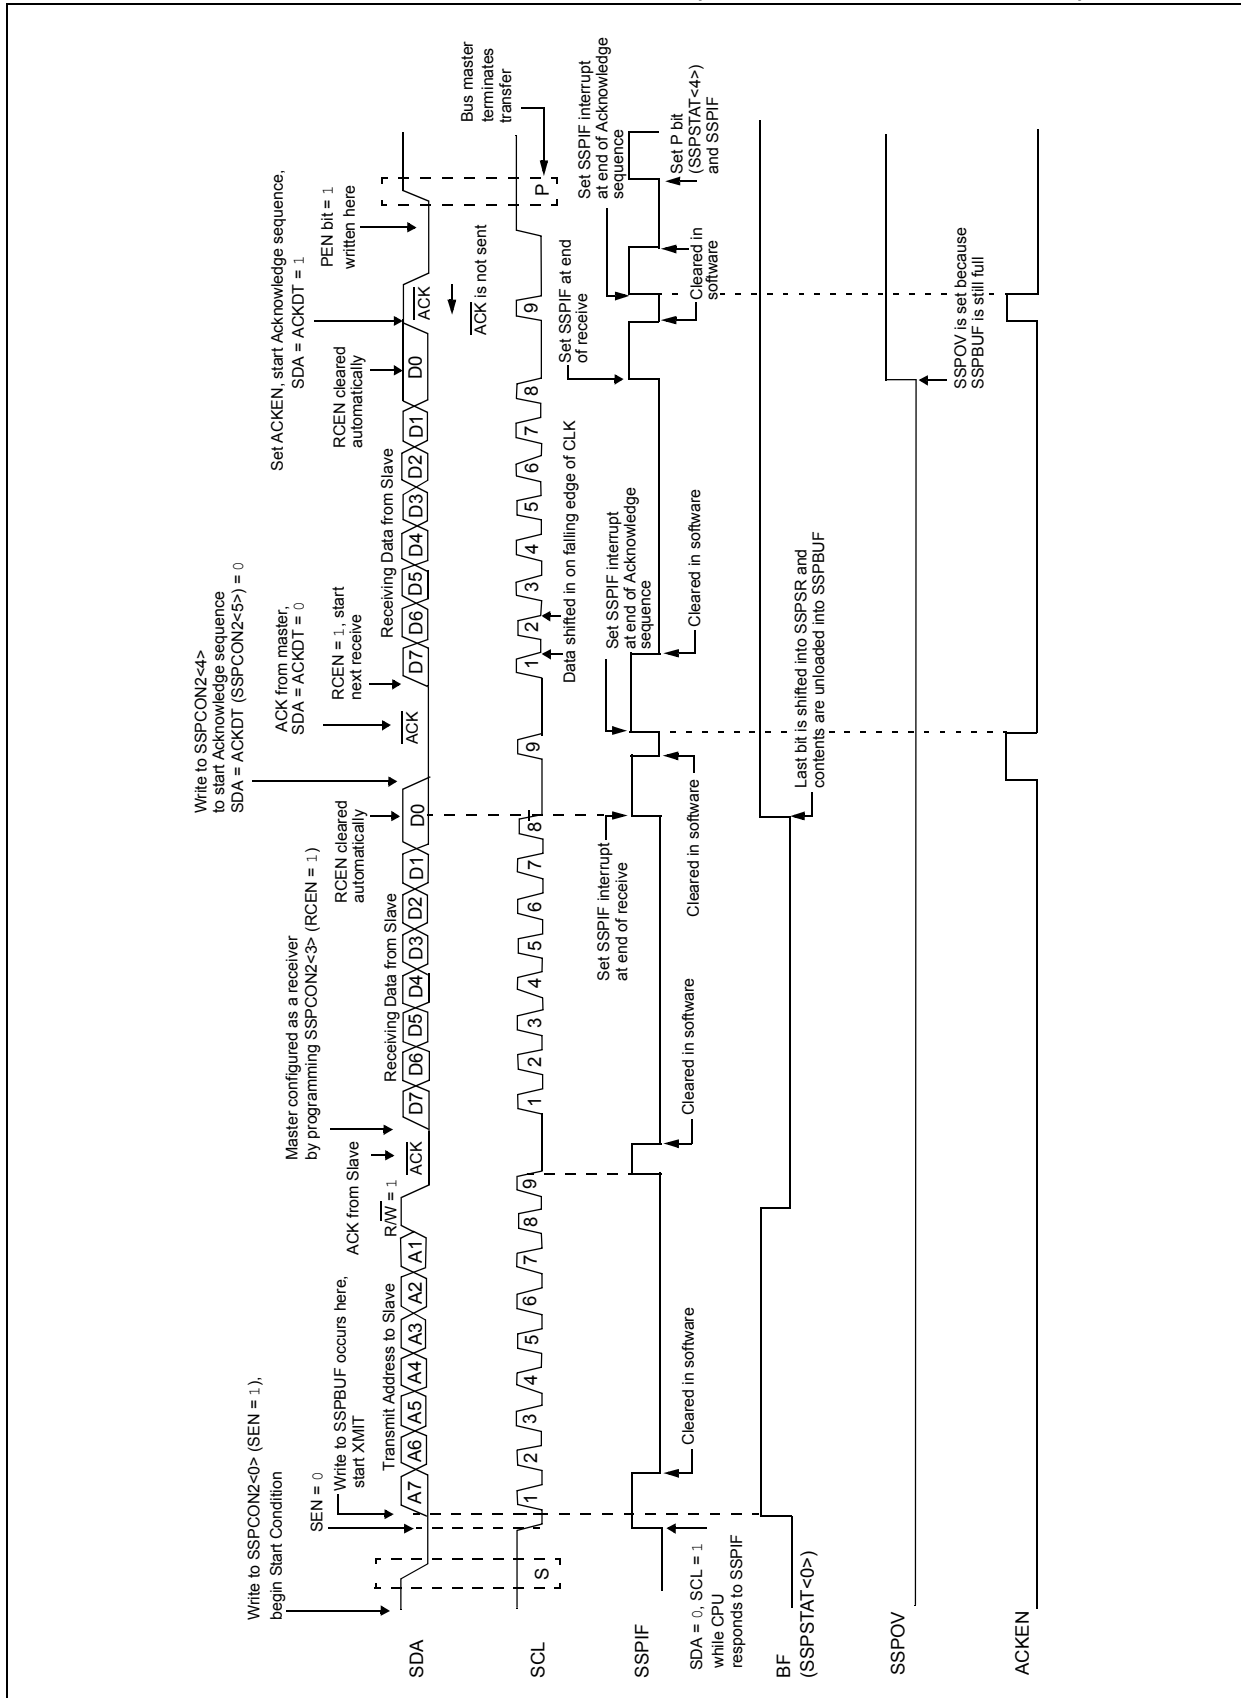 Write to SSPCON2<0> (SEN = 1),
begin Start Condition
SEN = 0
Write to SSPBUF occurs here,
start XMIT
Transmit Address to Slave
ACK from Slave
R/W = 1
Master configured as a receiver
by programming SSPCON2<3> (RCEN = 1)
Receiving Data from Slave
RCEN cleared
automatically
Write to SSPCON2<4>
to start Acknowledge sequence
SDA = ACKDT (SSPCON2<5>) = 0
ACK from master,
SDA = ACKDT = 0
RCEN = 1, start
next receive
Receiving Data from Slave
RCEN cleared
automatically
Set ACKEN, start Acknowledge sequence,
SDA = ACKDT = 1
PEN bit = 1
written here
SDA
A7 A6 A5 A4 A3 A2 A1
ACK
D7 D6 D5 D4 D3 D2 D1 D0
ACK
D7 D6 D5 D4 D3 D2 D1 D0
ACK
ACK is not sent
Bus master
terminates
transfer
SCL
S
1 2 3 4 5 6 7 8 9
1 2 3 4 5 6 7 8 9
1 2 3 4 5 6 7 8 9
P
Data shifted in on falling edge of CLK
Set SSPIF interrupt
at end of receive
Set SSPIF interrupt
at end of Acknowledge
sequence
Set SSPIF at end
of receive
Set SSPIF interrupt
at end of Acknowledge
sequence
SSPIF
SDA = 0, SCL = 1
while CPU
responds to SSPIF
Cleared in software
Cleared in software
Cleared in software
Cleared in software
Cleared in
software
Set P bit
(SSPSTAT<4>)
and SSPIF
BF
(SSPSTAT<0>)
Last bit is shifted into SSPSR and
contents are unloaded into SSPBUF
SSPOV
SSPOV is set because
SSPBUF is still full
ACKEN